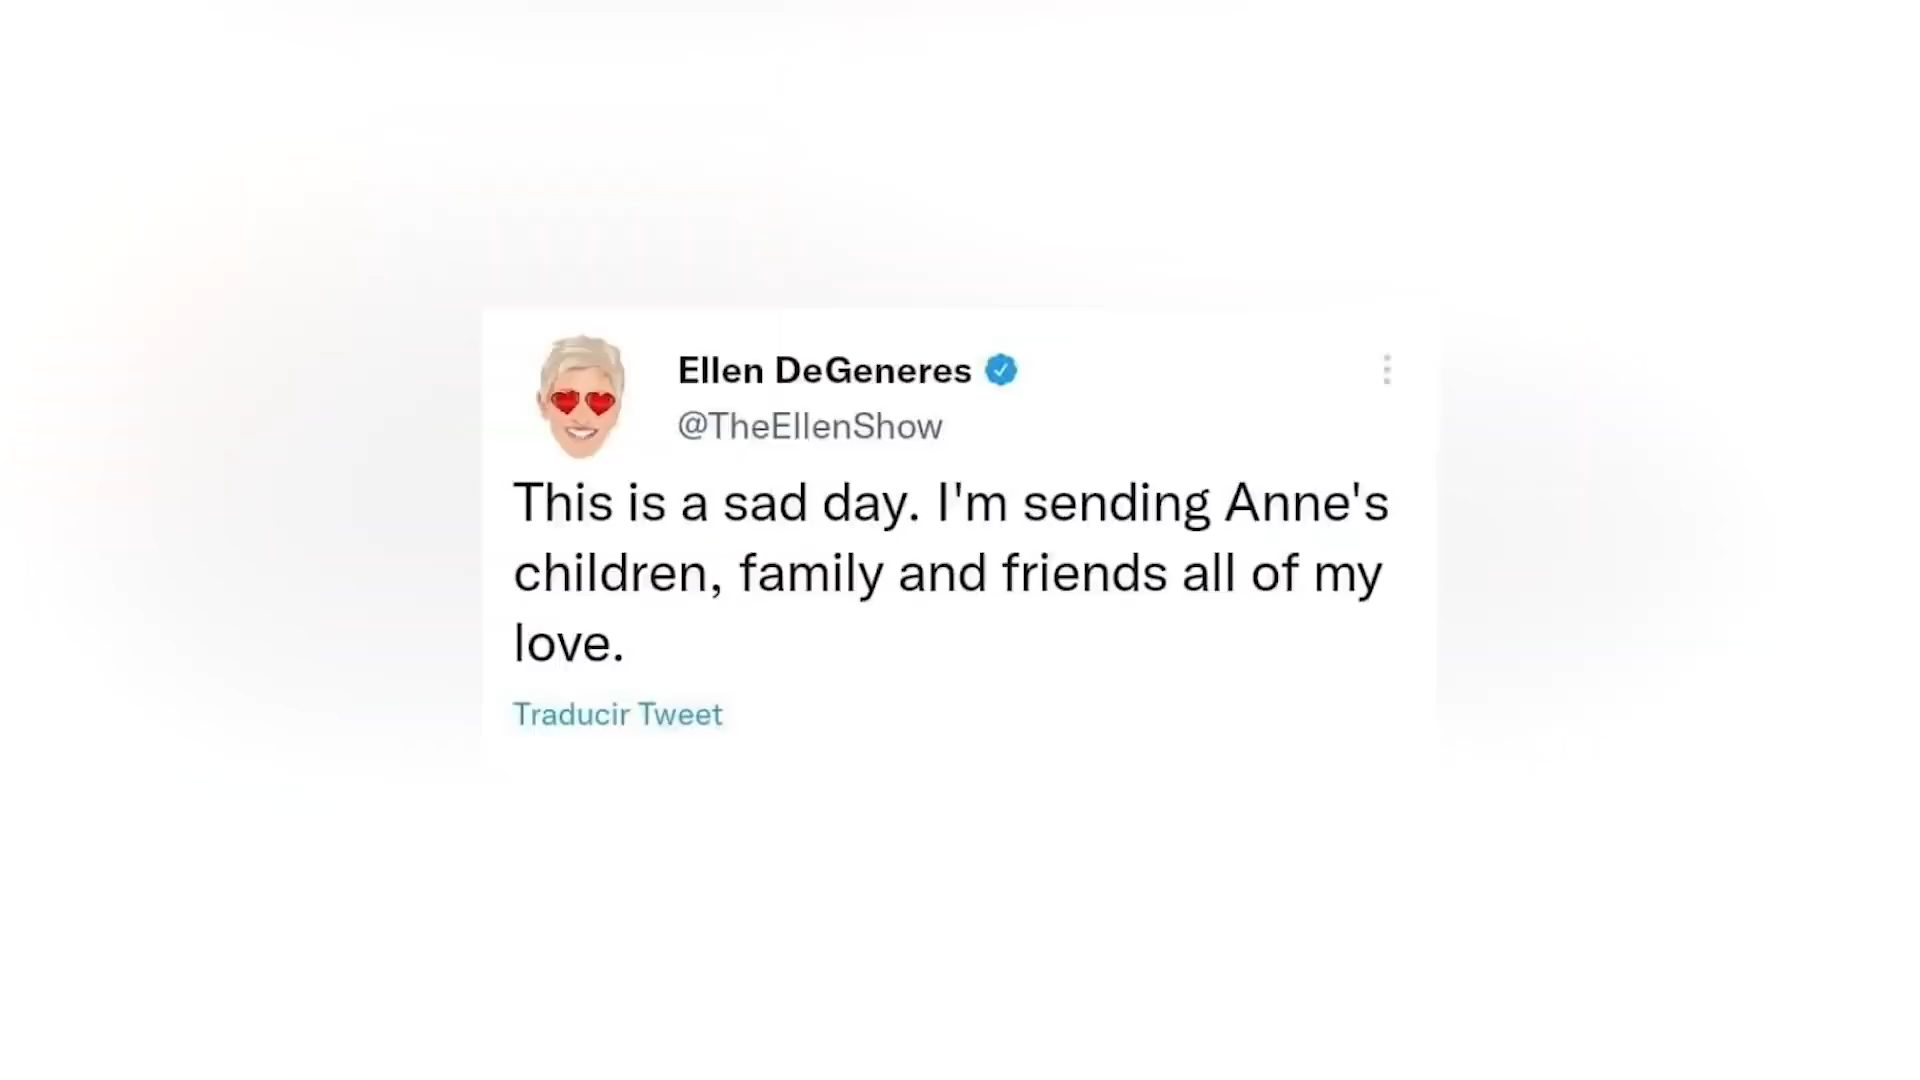 Ellen DeGeneres
@TheEllenShow
This is a sad day. I'm sending Anne's
children, family and friends all of my
love.
Traducir Tweet